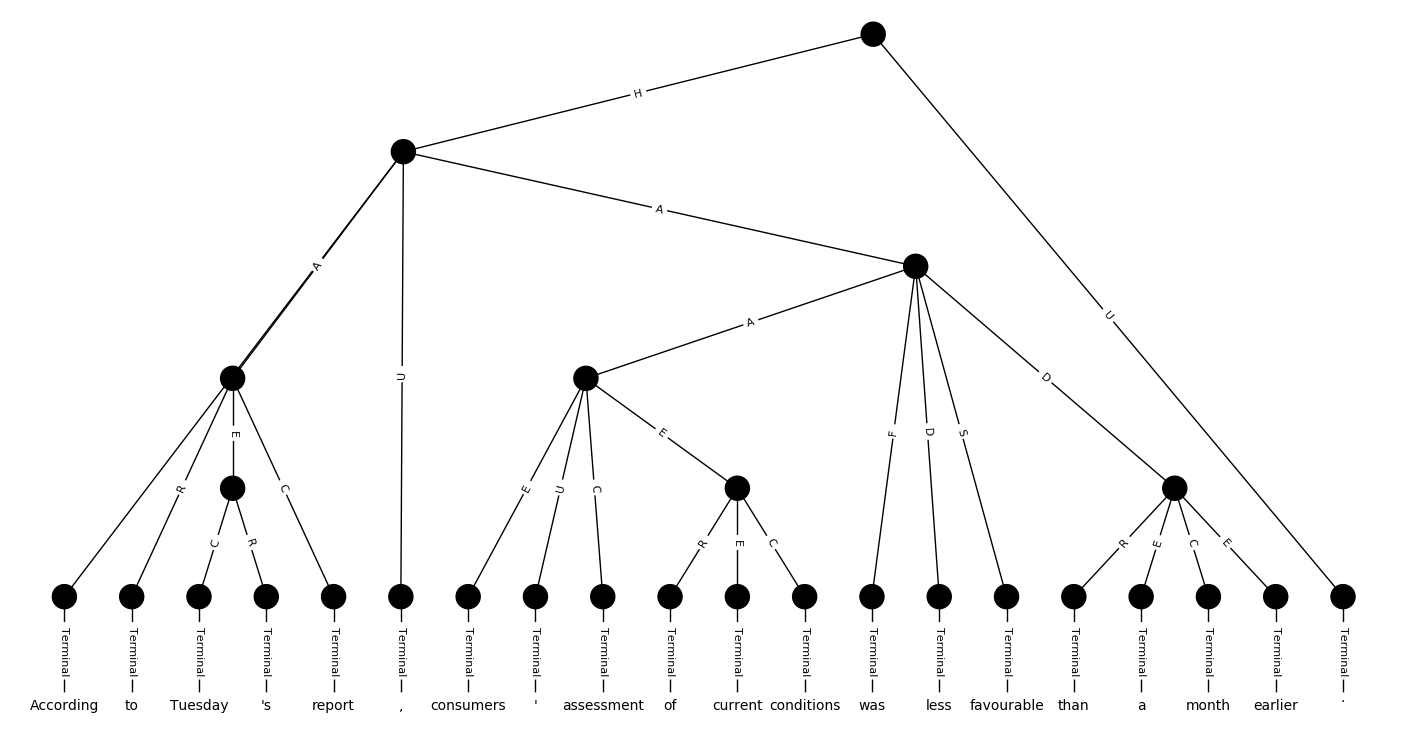 H
A
A
U
A
U
F
D
S
D
R
E
C
E
U
C
E
C
R
R
E
C
R
E
C
E
Terminal Terminal Terminal Terminal Terminal Terminal Terminal Terminal Terminal Terminal Terminal Terminal Terminal Terminal Terminal Terminal Terminal Terminal Terminal Terminal
According to Tuesday 's report , consumers ' assessment of current conditions was less favourable than a month earlier .